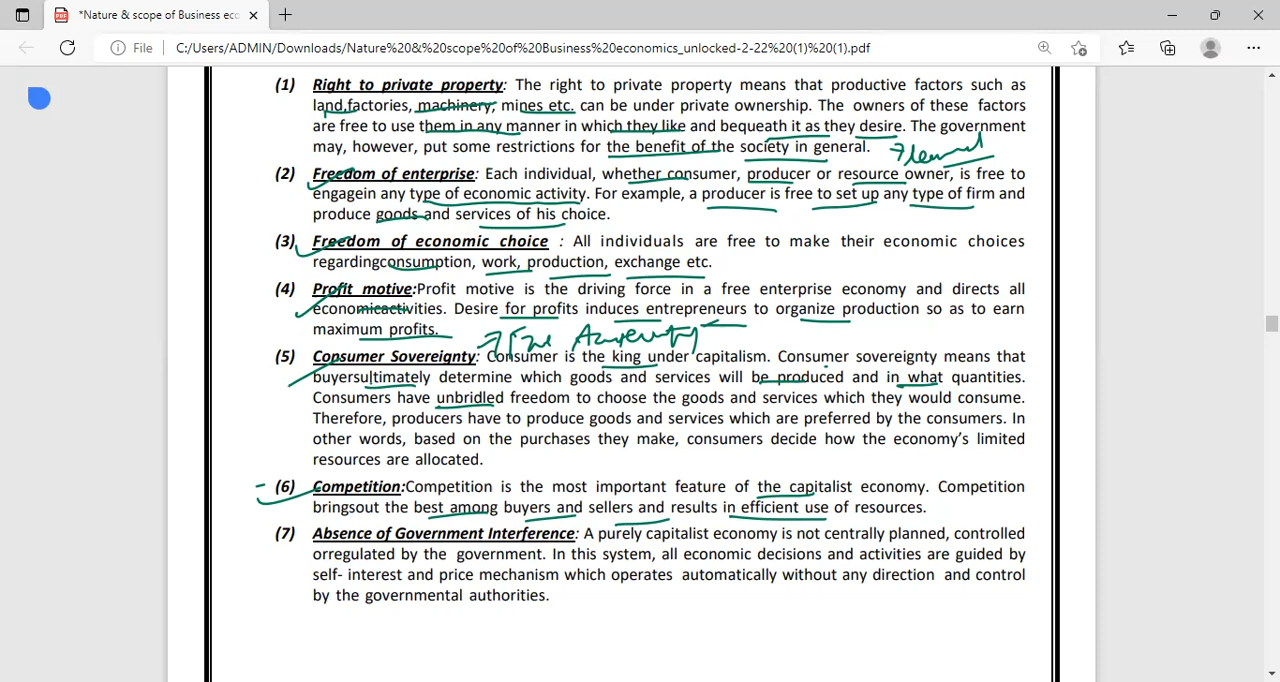 *Nature & scope of Business eco
File C:/Users/ADMIN/Downloads/Nature%20&%20scope%20of%20Business%20economics_unlocked-2-22%20(1)%20(1).pdf
(1) Right to private property: The right to private property means that productive factors such as
land,factories, machinery, mines etc. can be under private ownership. The owners of these factors
are free to use them in any manner in which they like and bequeath it as they desire. The government
may, however, put some restrictions for the benefit of the society in general.
(2) Freedom of enterprise: Each individual, whether consumer, producer or resource owner, is free to
engagein any type of economic activity. For example, a producer is free to set up any type of firm and
produce goods and services of his choice.
(3) Freedom of economic choice : All individuals are free to make their economic choices
regardingconsumption, work, production, exchange etc.
(4) Profit motive:Profit motive is the driving force in a free enterprise economy and directs all
economicactivities. Desire for profits induces entrepreneurs to organize production so as to earn
maximum profits.
(5) Consumer Sovereignty: Consumer is the king under capitalism. Consumer sovereignty means that
buyersultimately determine which goods and services will be produced and in what quantities.
Consumers have unbridled freedom to choose the goods and services which they would consume.
Therefore, producers have to produce goods and services which are preferred by the consumers. In
other words, based on the purchases they make, consumers decide how the economy's limited
resources are allocated.
(6) Competition:Competition is the most important feature of the capitalist economy. Competition
bringsout the best among buyers and sellers and results in efficient use of resources.
(7) Absence of Government Interference: A purely capitalist economy is not centrally planned, controlled
orregulated by the government. In this system, all economic decisions and activities are guided by
self- interest and price mechanism which operates automatically without any direction and control
by the governmental authorities.